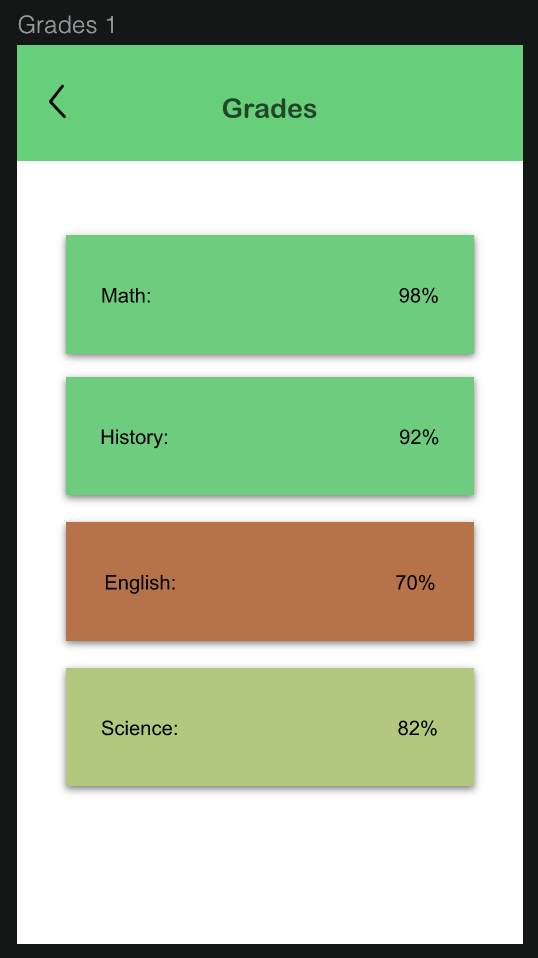 Grades 1
Grades
Math: 98%
History: 92%
English: 70%
Science: 82%